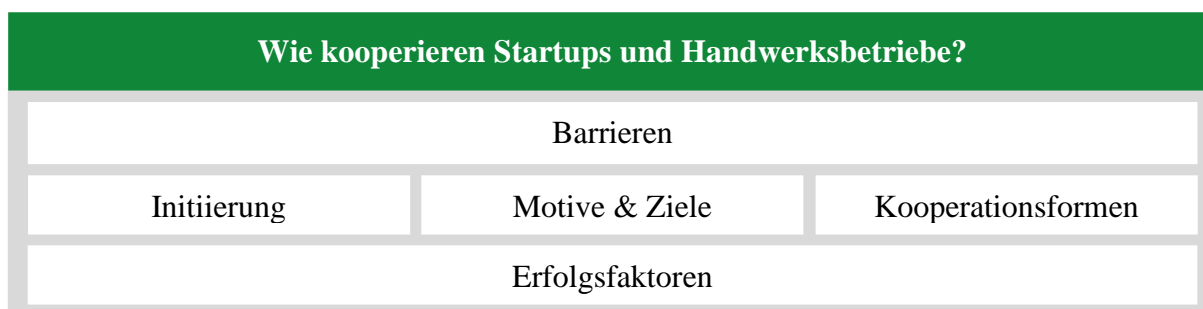 Wie kooperieren Startups und Handwerksbetriebe?
Barrieren
Initiierung
Motive & Ziele
Kooperationsformen
Erfolgsfaktoren